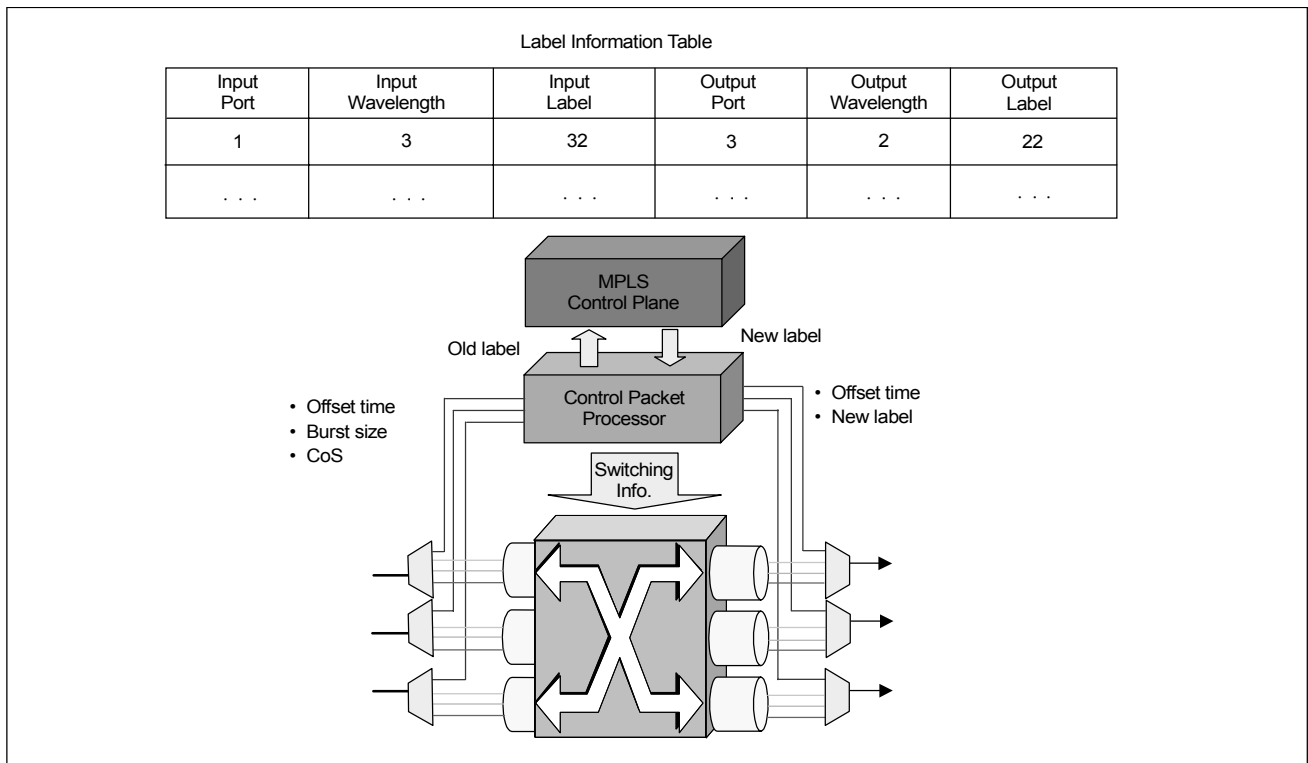 Label Information Table
Input Port
Input Wavelength
Input Label
Output Port
Output Wavelength
Output Label
1
3
32
3
2
22
. . .
. . .
. . .
. . .
. . .
. . .
MPLS
Control Plane
Old label
New label
Control Packet
Processor
• Offset time
• Burst size
• CoS
• Offset time
• New label
Switching
Info.